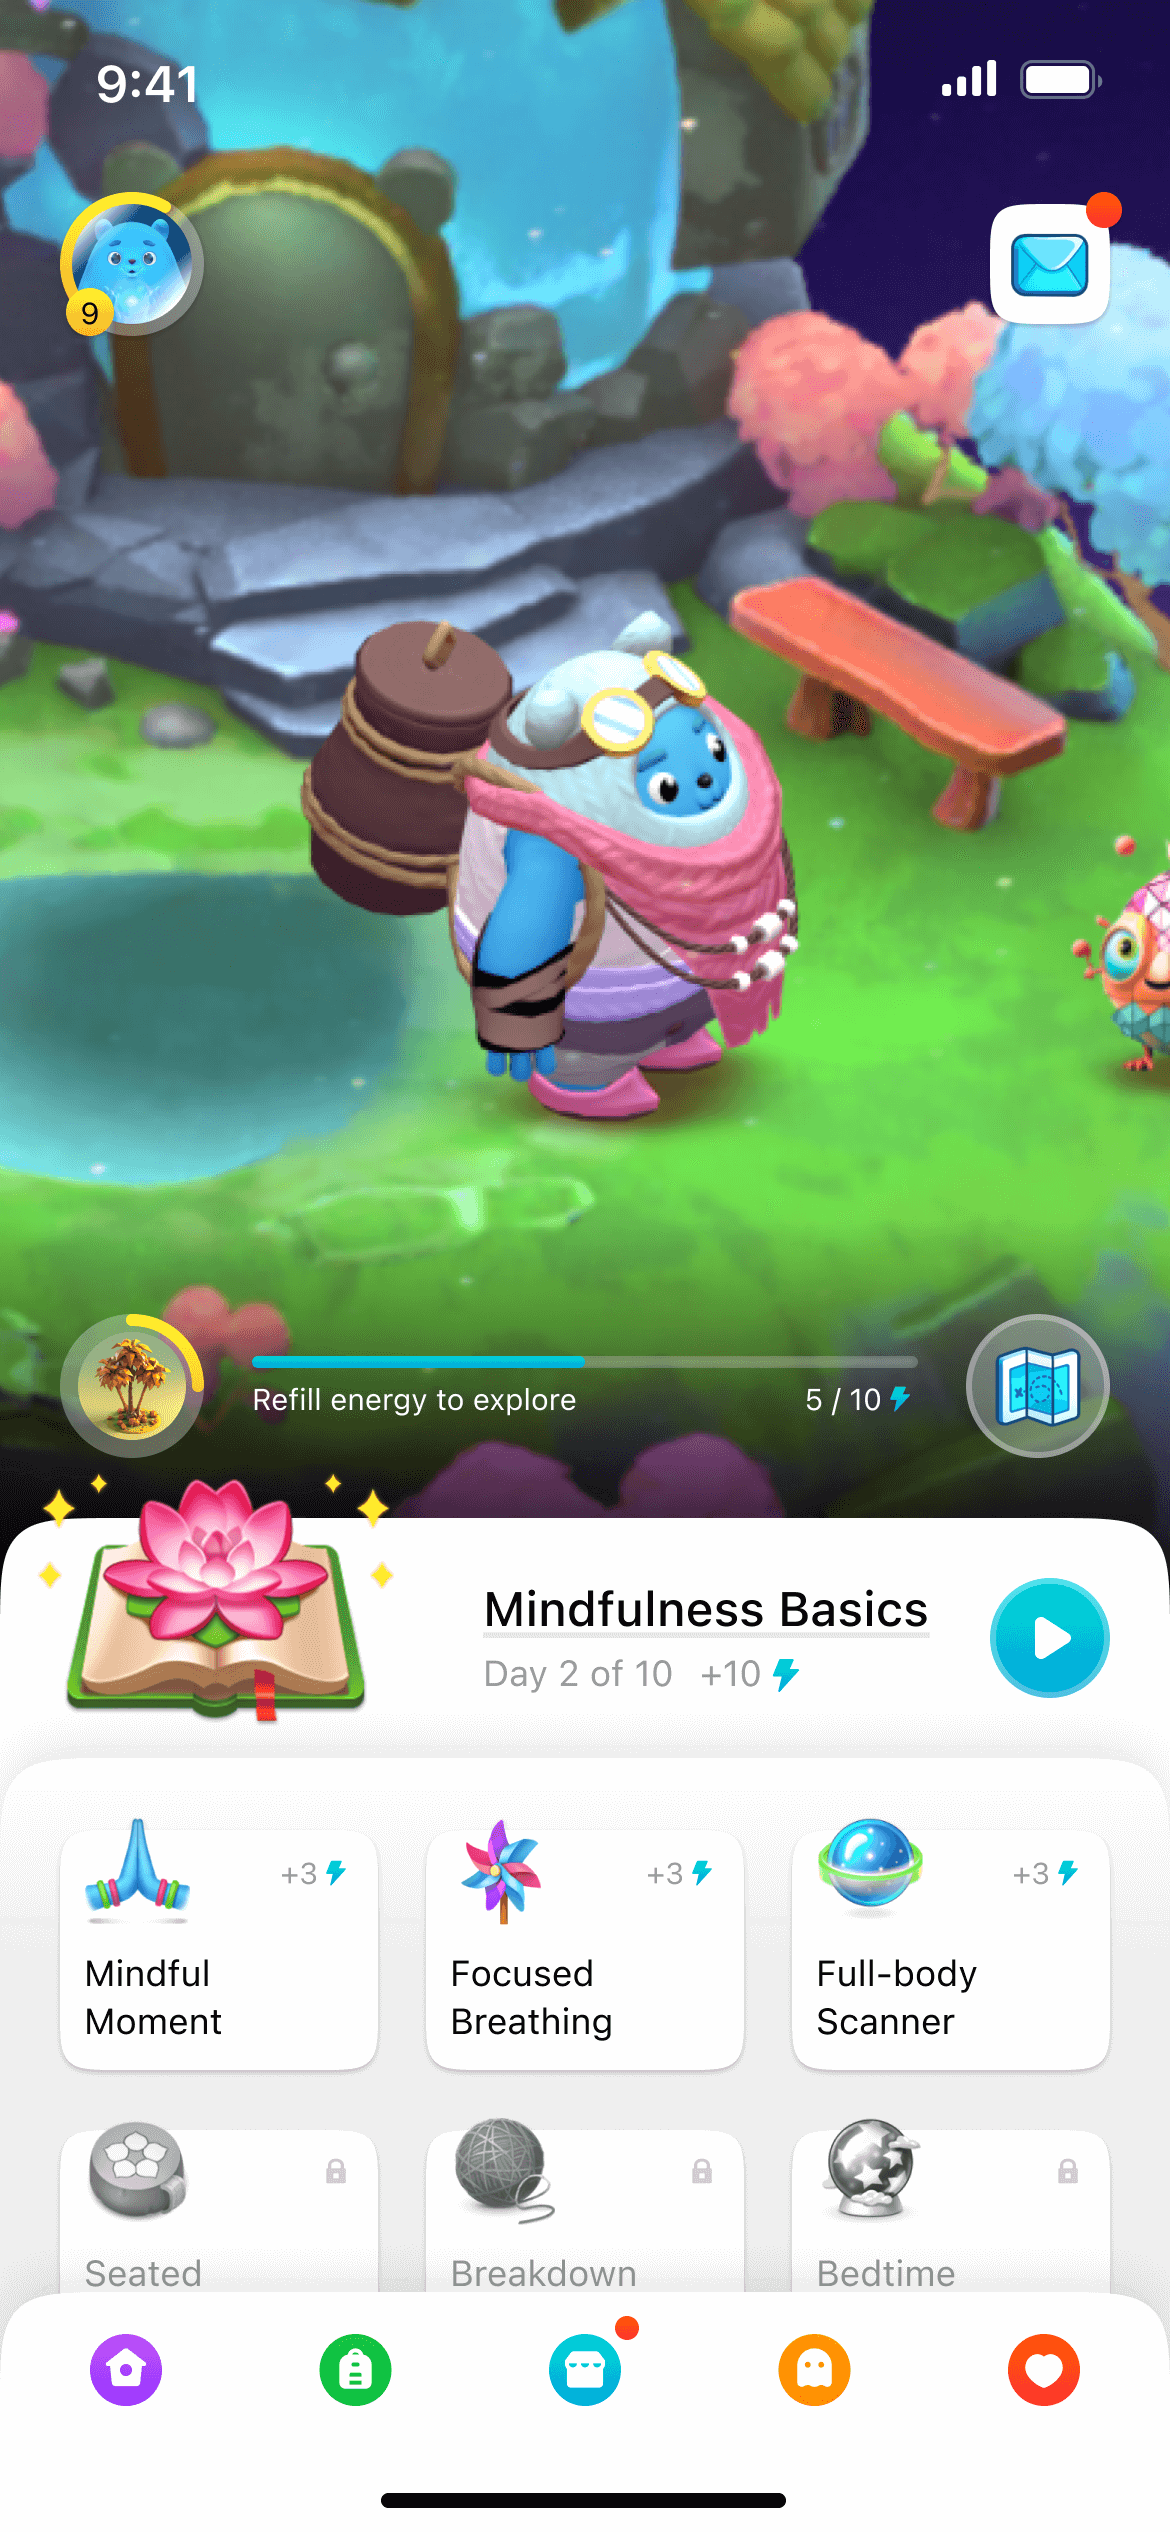 9:41
9
Refill energy to explore
5 / 10
Mindfulness Basics
Day 2 of 10 +10
+3
Mindful
Moment
+3
Focused
Breathing
+3
Full-body
Scanner
Seated
Breakdown
Bedtime